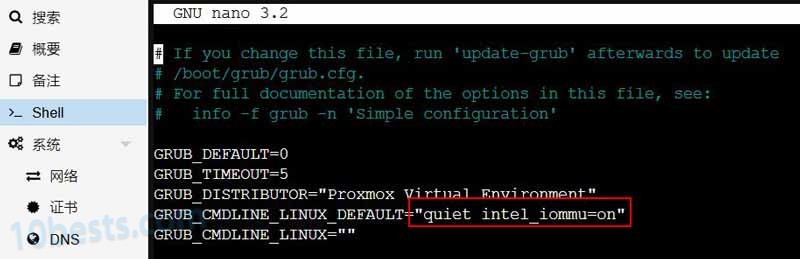 搜索
概要
备注
Shell
系统
网络
证书
DNS
GNU nano 3.2
# If you change this file, run 'update-grub' afterwards to update
# /boot/grub/grub.cfg.
# For full documentation of the options in this file, see:
#   info -f grub -n 'Simple configuration'
GRUB_DEFAULT=0
GRUB_TIMEOUT=5
GRUB_DISTRIBUTOR="Proxmox Virtual Environment"
GRUB_CMDLINE_LINUX_DEFAULT="quiet intel_iommu=on"
GRUB_CMDLINE_LINUX=""
10bests.com